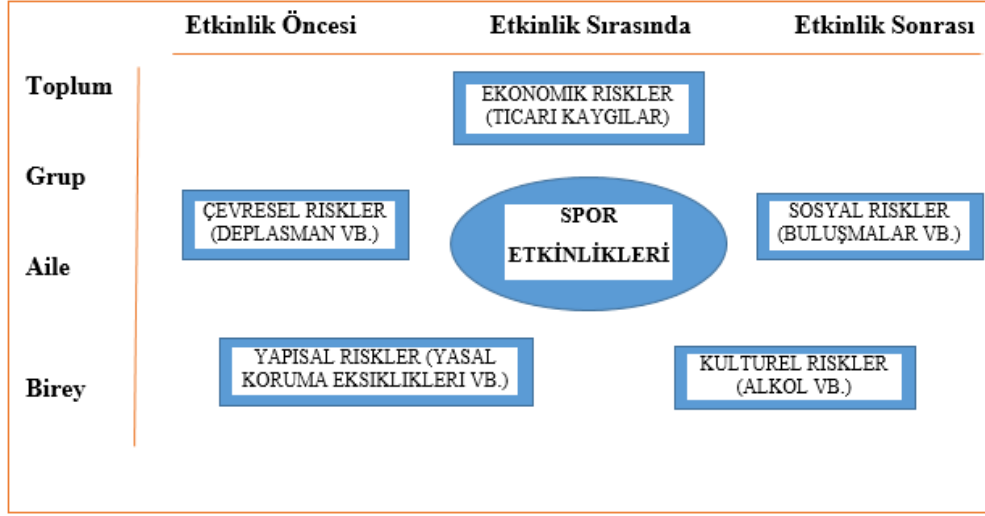 Etkinlik Öncesi
Etkinlik Sırasında
Etkinlik Sonrası
Toplum
EKONOMIK RISKLER
(TICARI KAYGILAR)
Grup
ÇEVRESEL RISKLER
(DEPLASMAN VB.)
SPOR
ETKİNLİKLERİ
SOSYAL RISKLER
(BULUŞMALAR VB.)
Aile
YAPISAL RISKLER (YASAL
KORUMA EKSIKLIKLERI VB.)
KULTUREL RISKLER
(ALKOL VB.)
Birey